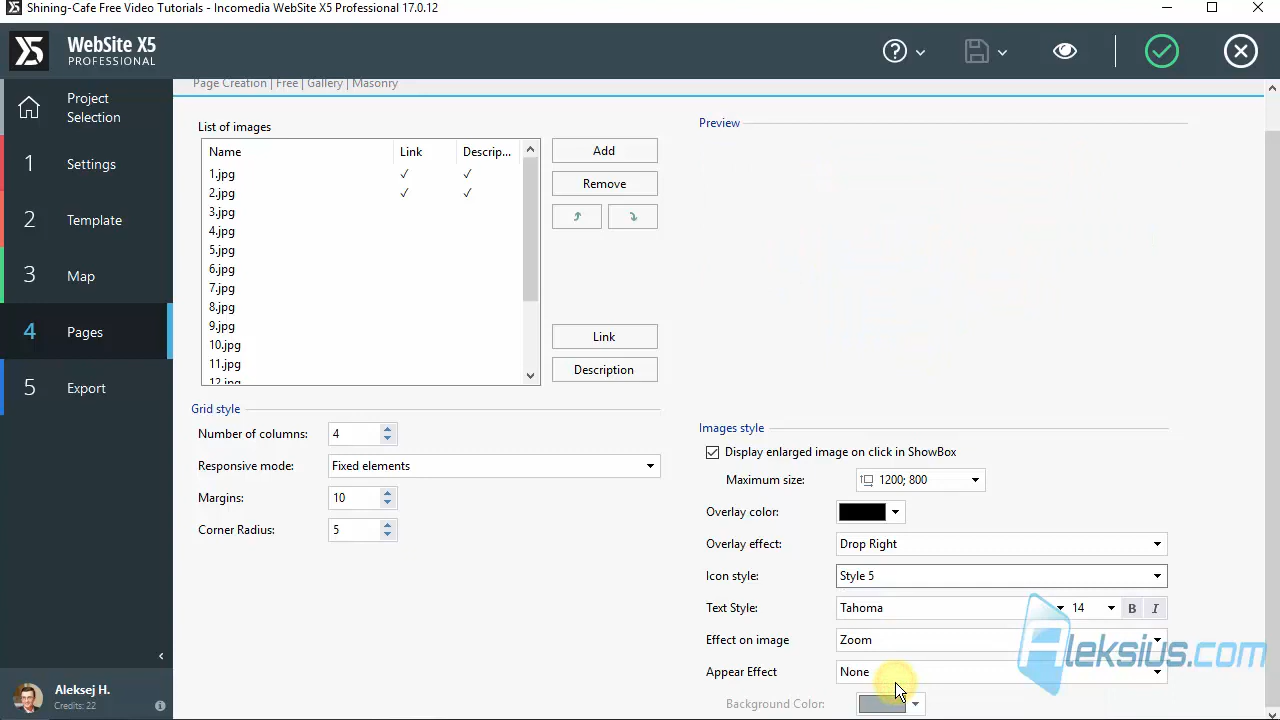 Shining-Cafe Free Video Tutorials - Incomedia WebSite X5 Professional 17.0.12
X5
WebSite X5
PROFESSIONAL
Project
Selection
1 Settings
2 Template
3 Map
4 Pages
5 Export
Aleksej H.
Credits: 22
Page Creation | Free | Gallery | Masonry
List of images
Name Link Descrip...
1.jpg ✓ ✓
2.jpg ✓ ✓
3.jpg
4.jpg
5.jpg
6.jpg
7.jpg
8.jpg
9.jpg
10.jpg
11.jpg
12.jpg
Add
Remove
Link
Description
Grid style
Number of columns: 4
Responsive mode: Fixed elements
Margins: 10
Corner Radius: 5
Preview
Images style
Display enlarged image on click in ShowBox
Maximum size: 1200; 800
Overlay color:
Overlay effect: Drop Right
Icon style: Style 5
Text Style: Tahoma 14 B I
Effect on image Zoom
Appear Effect None
Background Color:
Aleksius.com